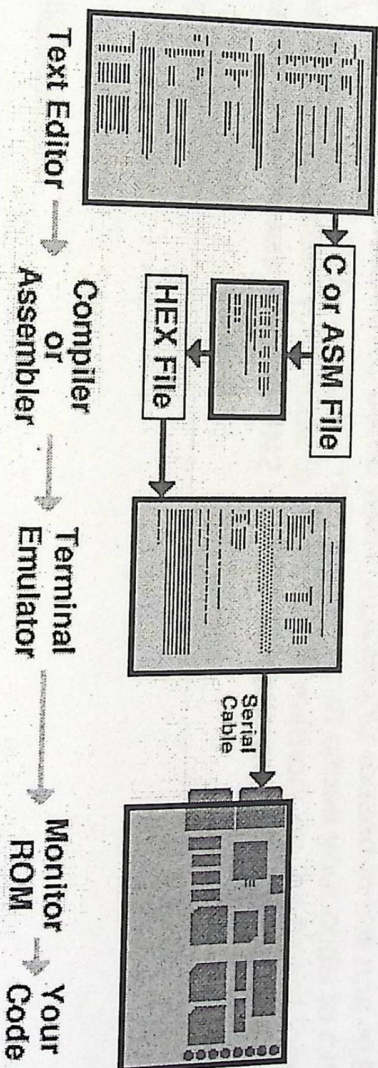 C or ASM File
HEX File
Serial
Cable
Text Editor
Compiler
or
Assembler
Terminal
Emulator
Monitor
ROM
Your
Code